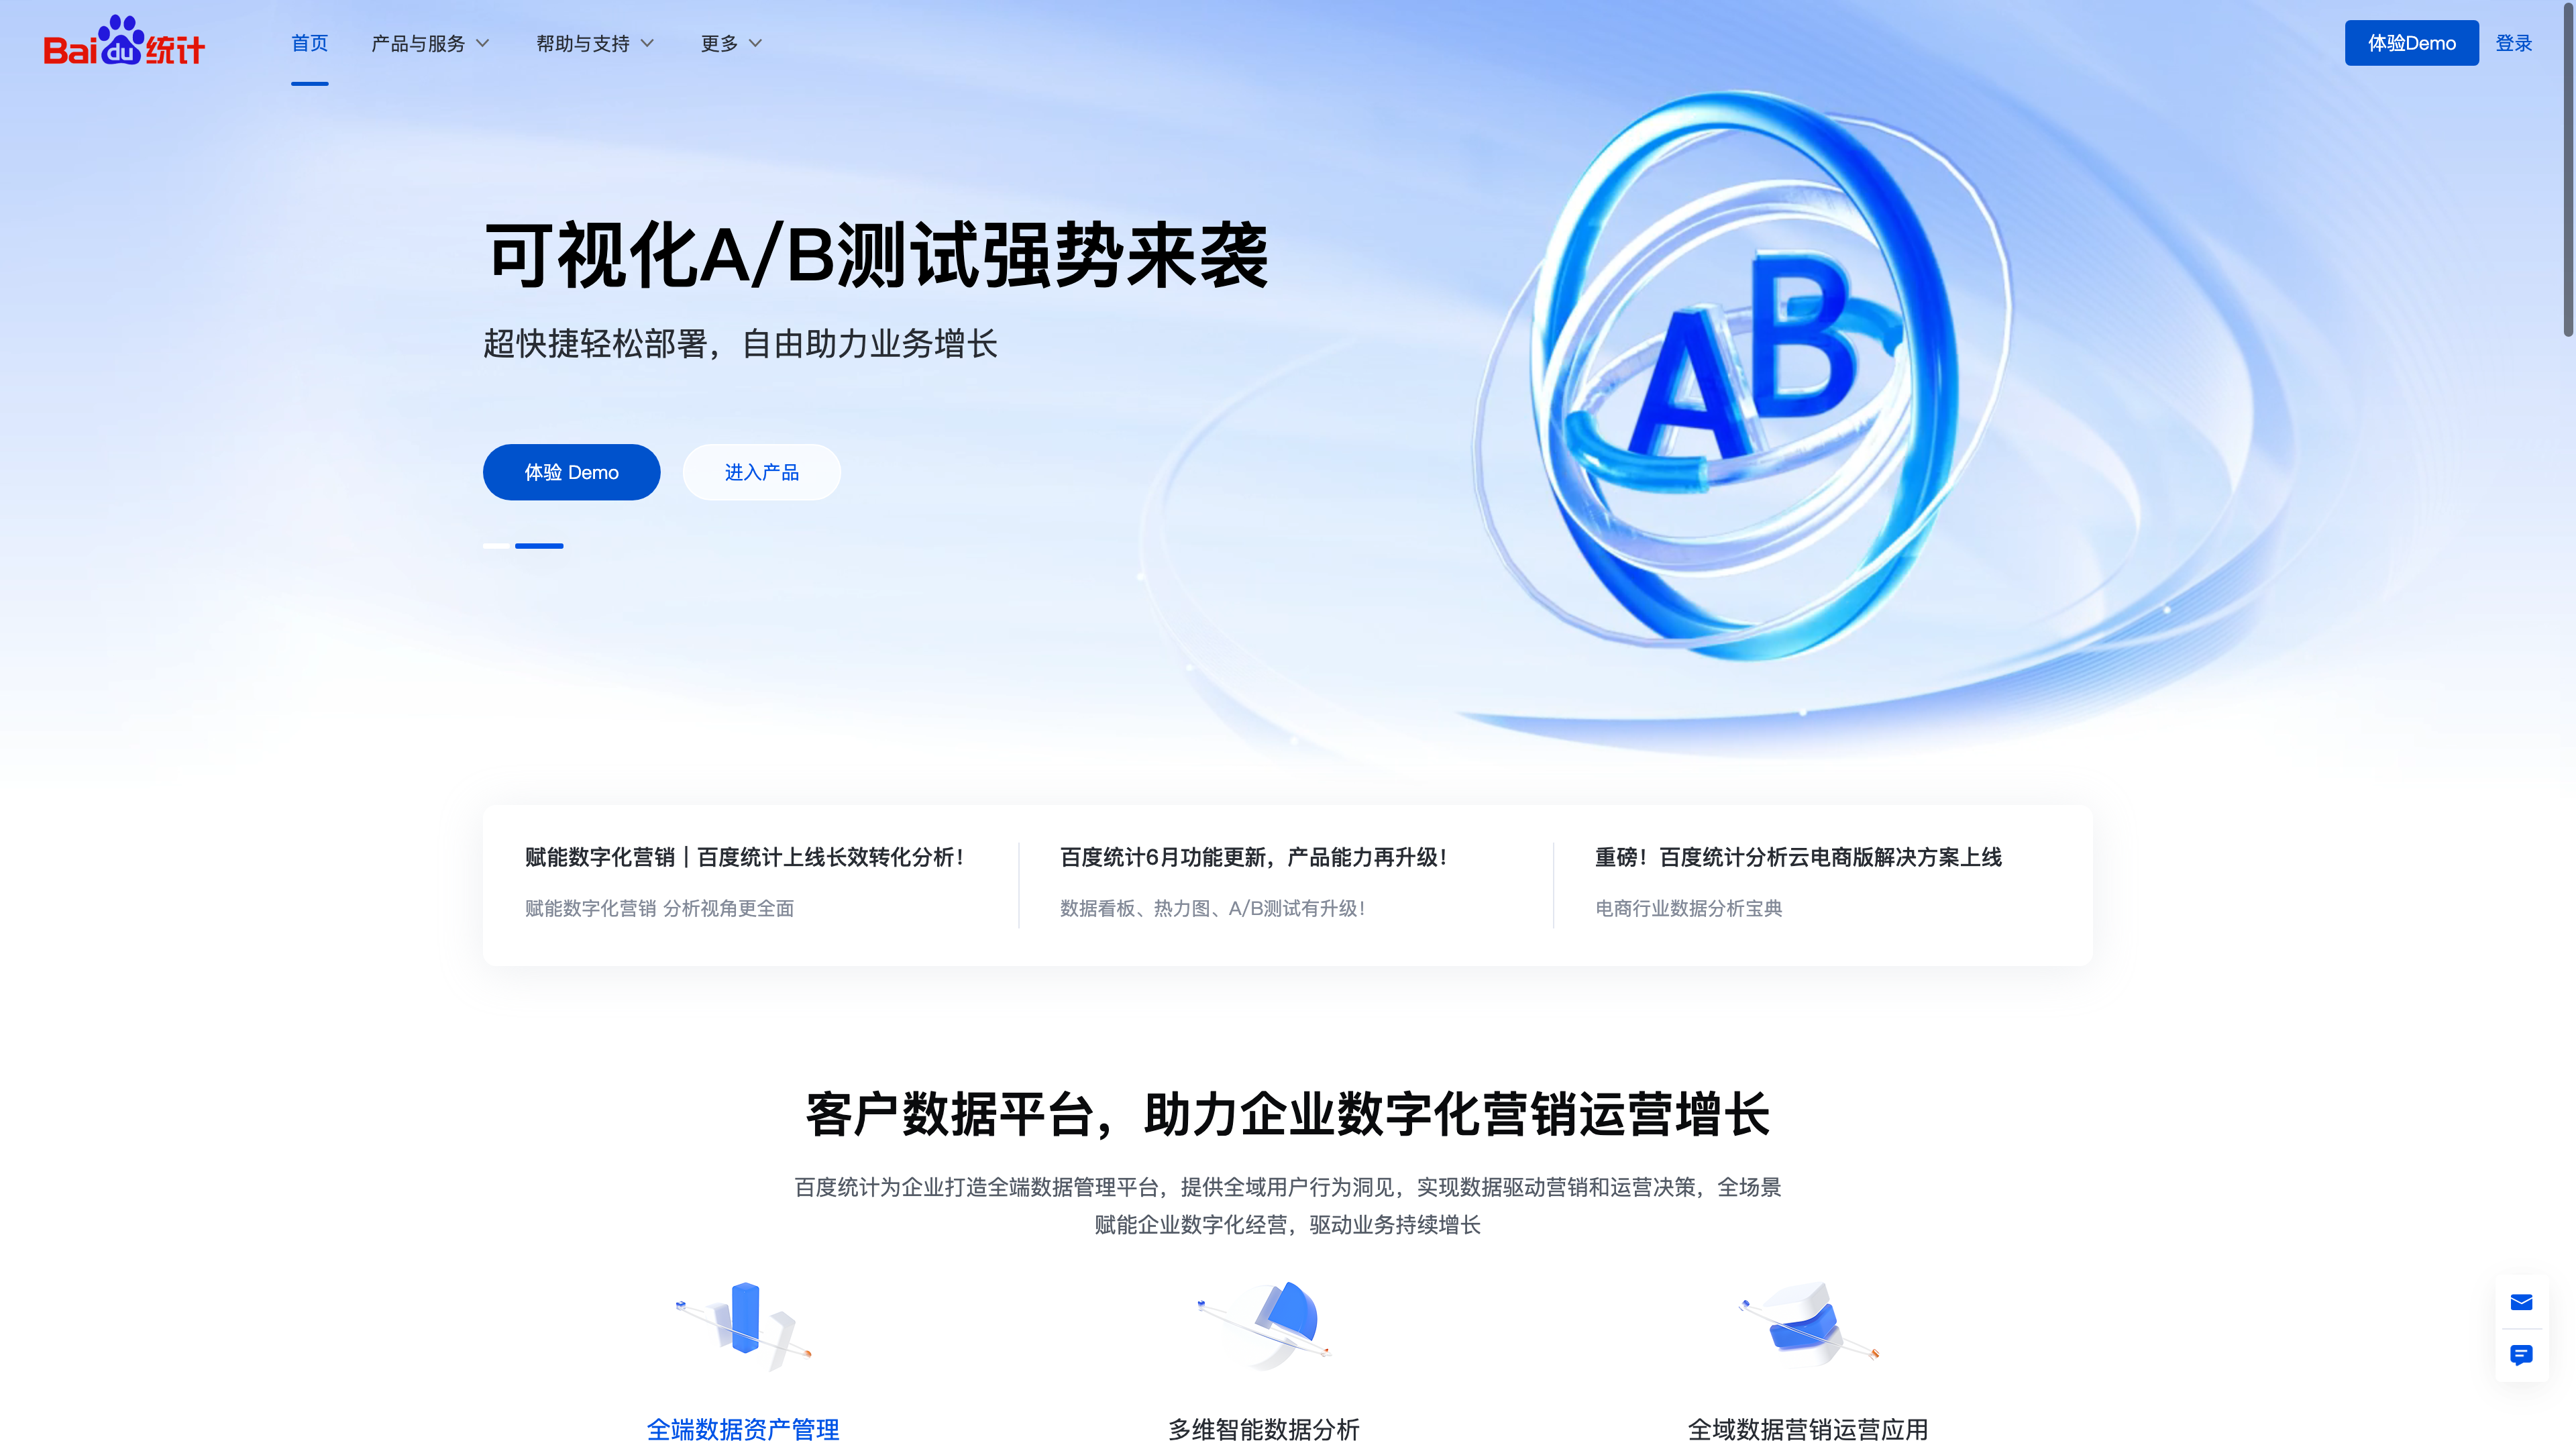 Bai du 统计
首页
产品与服务
帮助与支持
更多
体验Demo
登录
可视化A/B测试强势来袭
超快捷轻松部署，自由助力业务增长
体验 Demo
进入产品
AB
赋能数字化营销｜百度统计上线长效转化分析！
赋能数字化营销 分析视角更全面
百度统计6月功能更新，产品能力再升级！
数据看板、热力图、A/B测试有升级！
重磅！百度统计分析云电商版解决方案上线
电商行业数据分析宝典
客户数据平台，助力企业数字化营销运营增长
百度统计为企业打造全端数据管理平台，提供全域用户行为洞见，实现数据驱动营销和运营决策，全场景
赋能企业数字化经营，驱动业务持续增长
全端数据资产管理
多维智能数据分析
全域数据营销运营应用